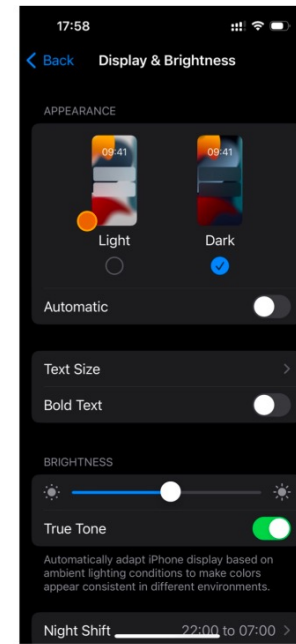 17:58
Back Display & Brightness
APPEARANCE
09:41 09:41
Light Dark
Automatic
Text Size
Bold Text
BRIGHTNESS
True Tone
Automatically adapt iPhone display based on
ambient lighting conditions to make colors
appear consistent in different environments.
Night Shift 22:00 to 07:00